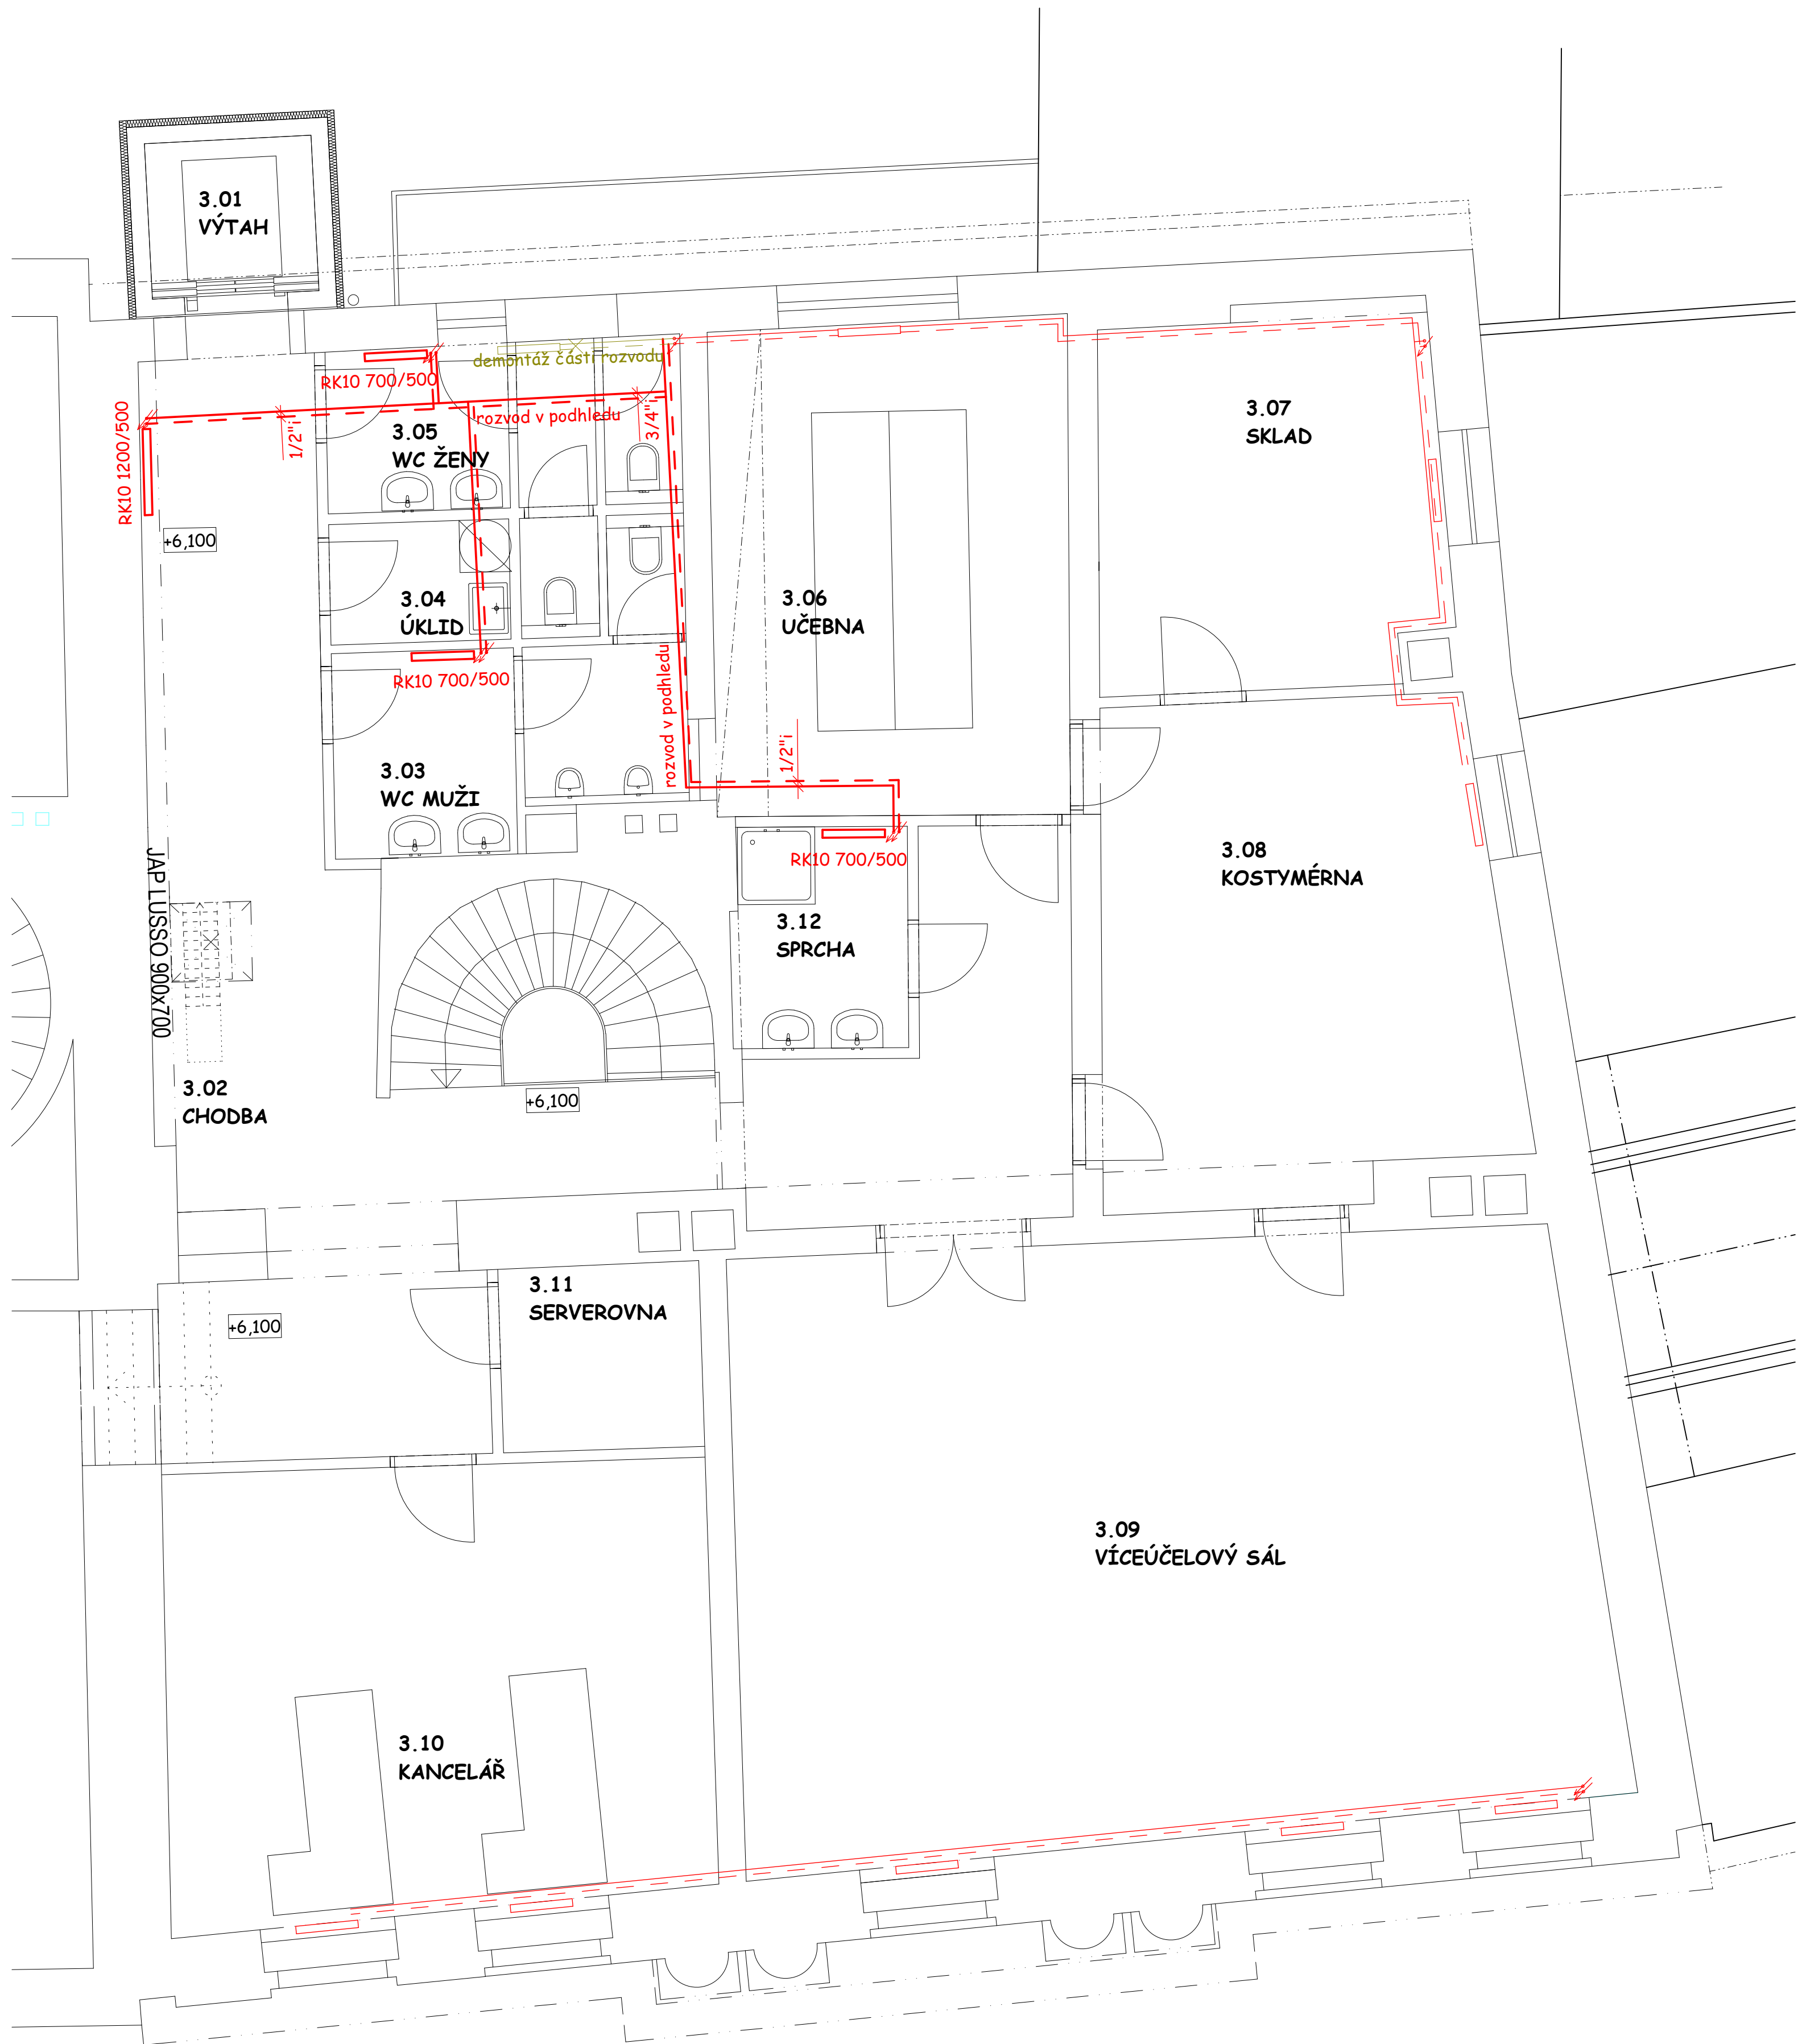 3.01
VÝTAH
demontáž části rozvodu
RK10 700/500
rozvod v podhledu
3/4"i
1/2"i
RK10 1200/500
3.05
WC ŽENY
3.07
SKLAD
+6,100
3.04
ÚKLID
3.06
UČEBNA
RK10 700/500
rozvod v podhledu
1/2"i
3.03
WC MUŽI
RK10 700/500
3.08
KOSTYMÉRNA
JAP LUSSO 900x700
3.12
SPRCHA
3.02
CHODBA
+6,100
3.11
SERVEROVNA
+6,100
3.09
VÍCEÚČELOVÝ SÁL
3.10
KANCELÁŘ